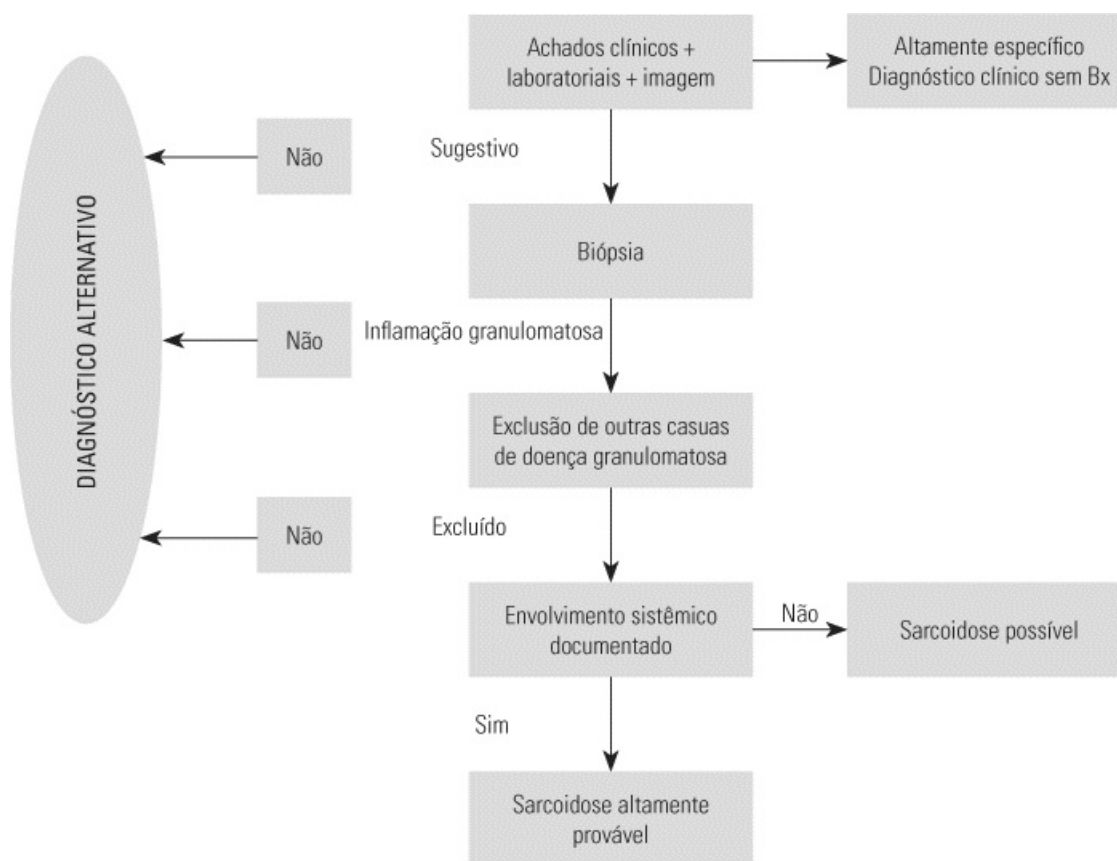 Achados clínicos +
laboratoriais + imagem
Altamente específico
Diagnóstico clínico sem Bx
Não
Sugestivo
DIAGNÓSTICO ALTERNATIVO
Biópsia
Não
Inflamação granulomatosa
Exclusão de outras casuas
de doença granulomatosa
Não
Excluído
Envolvimento sistêmico
documentado
Não
Sarcoidose possível
Sim
Sarcoidose altamente
provável